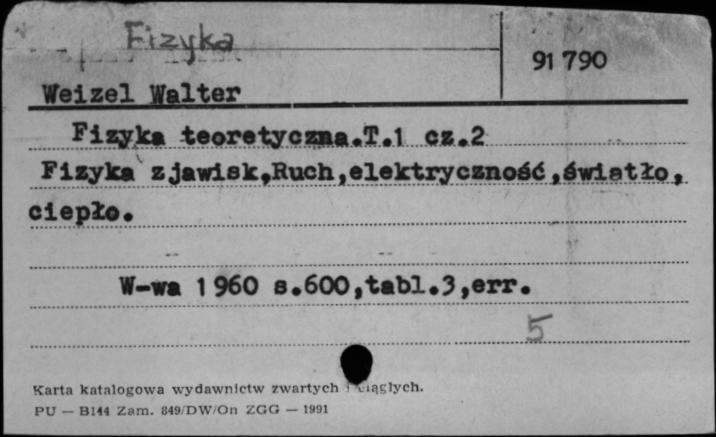 Fizyka
91 790
Weizel Walter
Fizyka teoretyczna.T.1 cz.2
Fizyka zjawisk,Ruch,elektryczność,światło,
ciepło.
W-wa 1960 s.600,tabl.3,err.
5
Karta katalogowa wydawnictw zwartych i ciągłych.
PU — B144 Zam. 849/DW/On ZGG — 1991